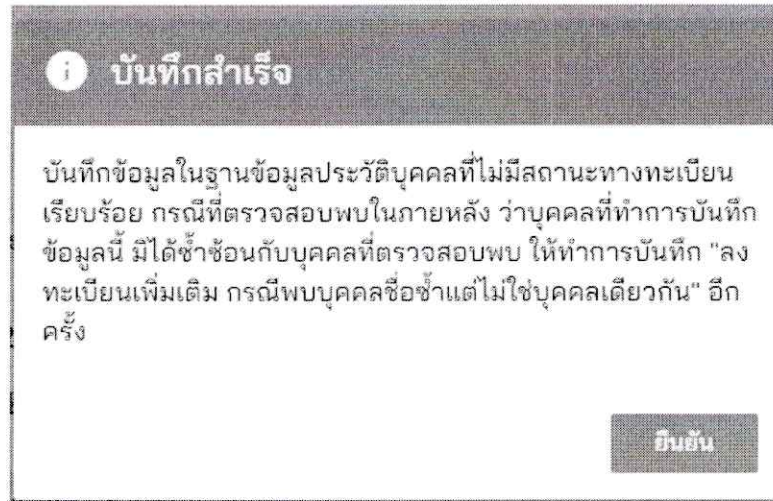 i บันทึกสำเร็จ
บันทึกข้อมูลในฐานข้อมูลประวัติบุคคลที่ไม่มีสถานะทางทะเบียน
เรียบร้อย กรณีที่ตรวจสอบพบในภายหลัง ว่าบุคคลที่ทำการบันทึก
ข้อมูลนี้ มิได้ซ้ำซ้อนกับบุคคลที่ตรวจสอบพบ ให้ทำการบันทึก "ลง
ทะเบียนเพิ่มเติม กรณีพบบุคคลชื่อซ้ำแต่ไม่ใช่บุคคลเดียวกัน" อีก
ครั้ง
ยืนยัน